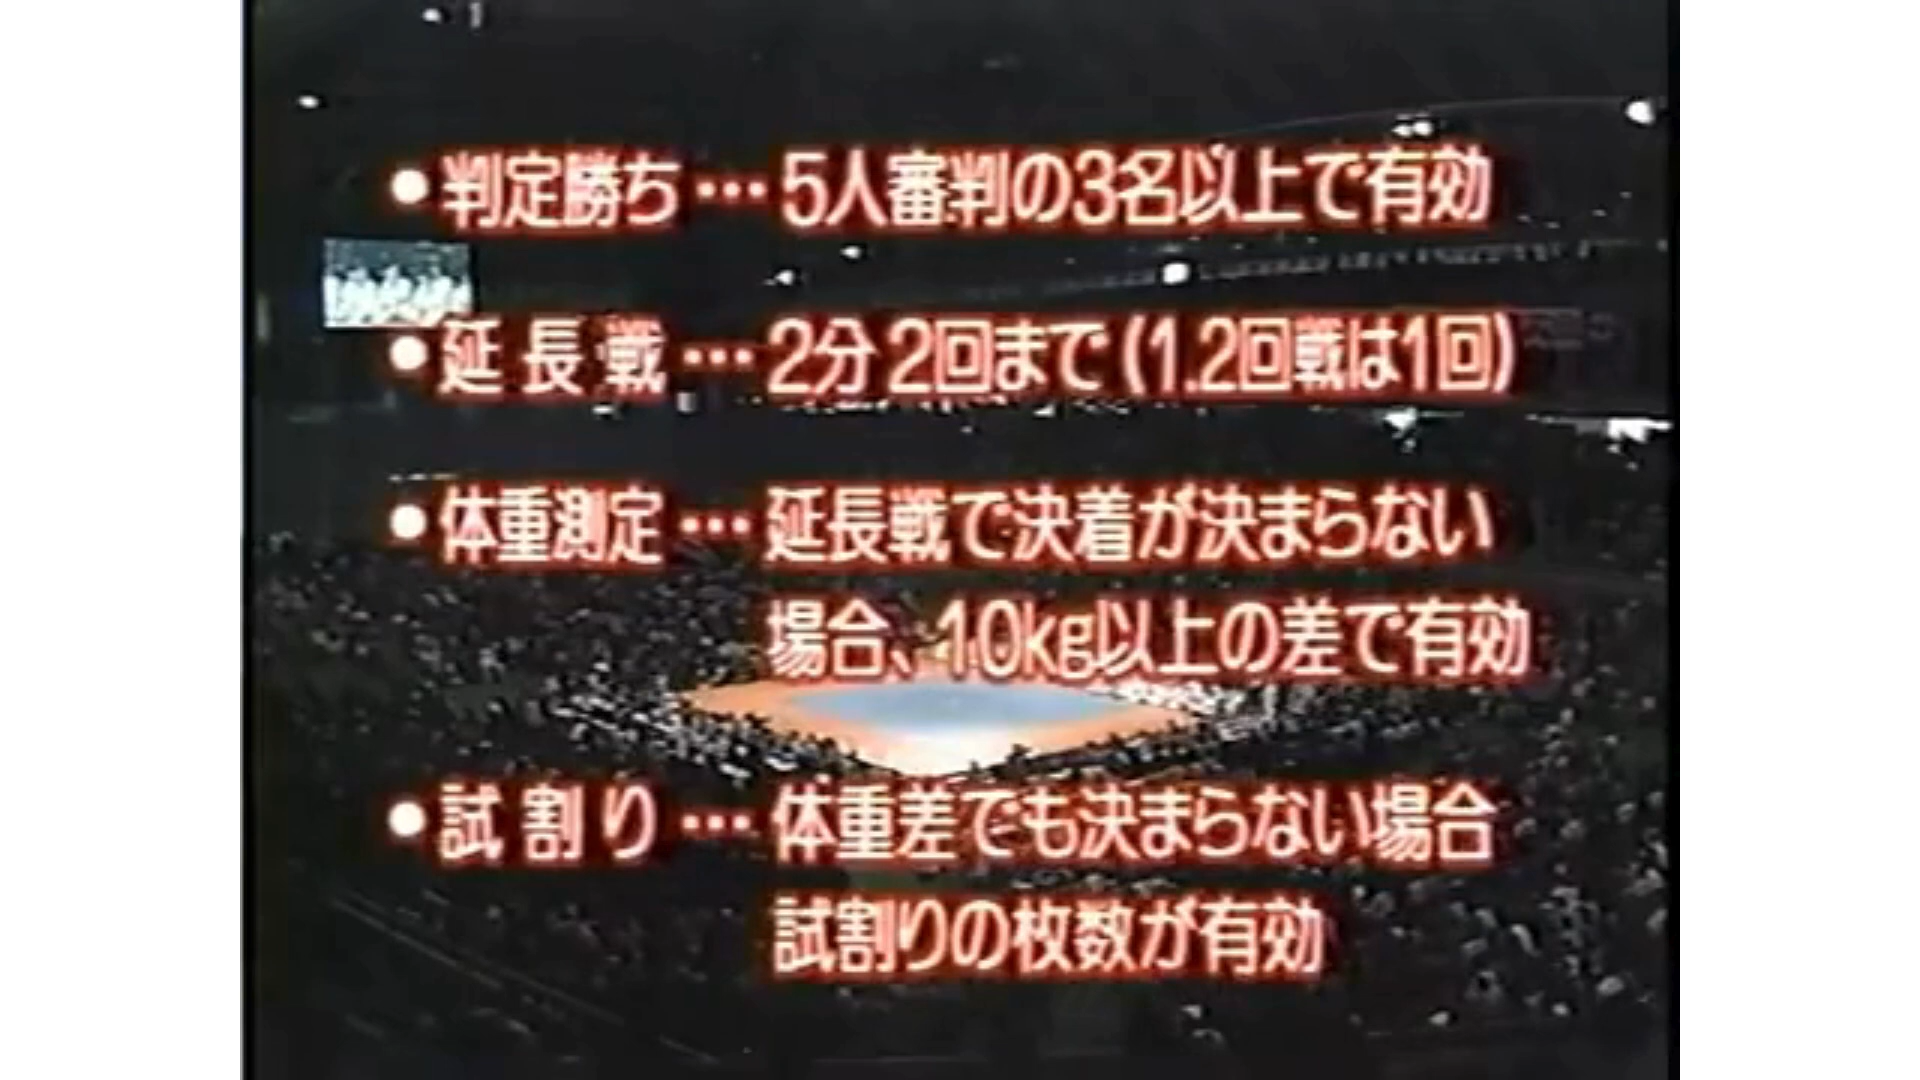 ●判定勝ち…5人審判の3名以上で有効
●延長戦…2分2回まで(1.2回戦は1回)
●体重測定…延長戦で決着が決まらない
場合、10kg以上の差で有効
●試割り…体重差でも決まらない場合
試割りの枚数が有効